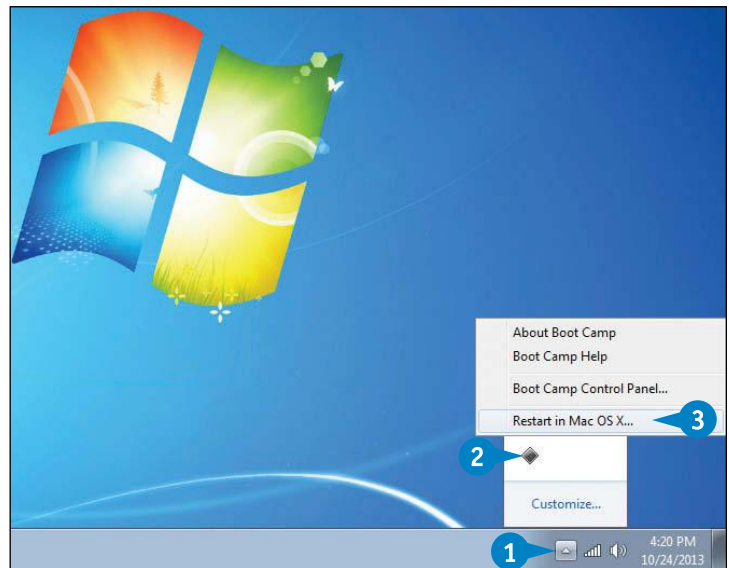 About Boot Camp
Boot Camp Help
Boot Camp Control Panel...
Restart in Mac OS X...
3
2
Customize...
1
4:20 PM
10/24/2013